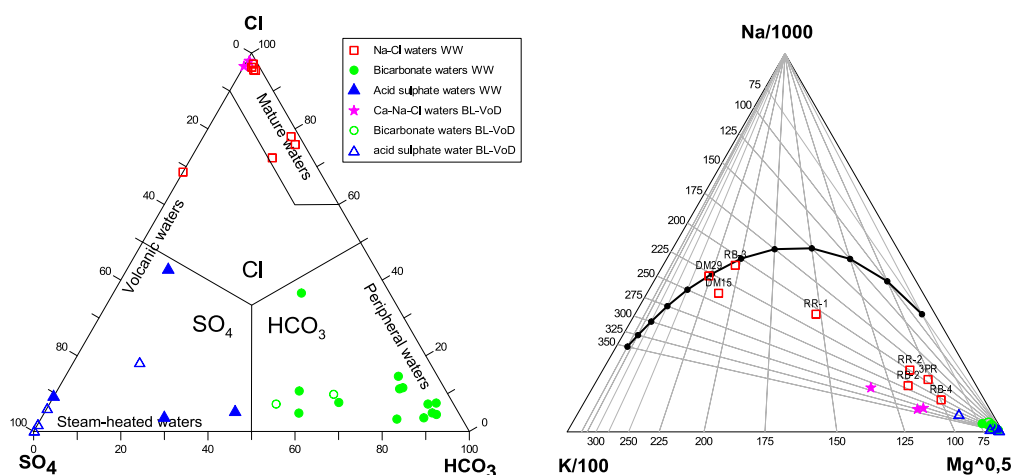 Cl
0
100
20
80
40
60
60
40
80
20
100
0
20
40
60
80
100
0
SO4
HCO3
Mature waters
Volcanic waters
Peripheral waters
Steam-heated waters
Cl
SO4
HCO3
Na-Cl waters WW
Bicarbonate waters WW
Acid sulphate waters WW
Ca-Na-Cl waters BL-VoD
Bicarbonate waters BL-VoD
acid sulphate water BL-VoD
Na/1000
75
100
125
150
175
200
225
250
275
300
325
350
RB-3
DM29
DM15
RR-1
RR-2
3PR
RB-2
RB-4
300
250
225
200
175
150
125
100
75
K/100
Mg^0,5